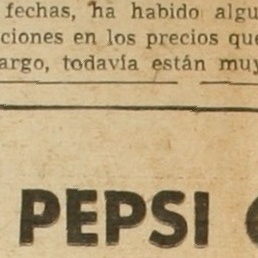 fechas, ha habido algu
ciones en los precios que
argo, todavía están muy
PEPSI